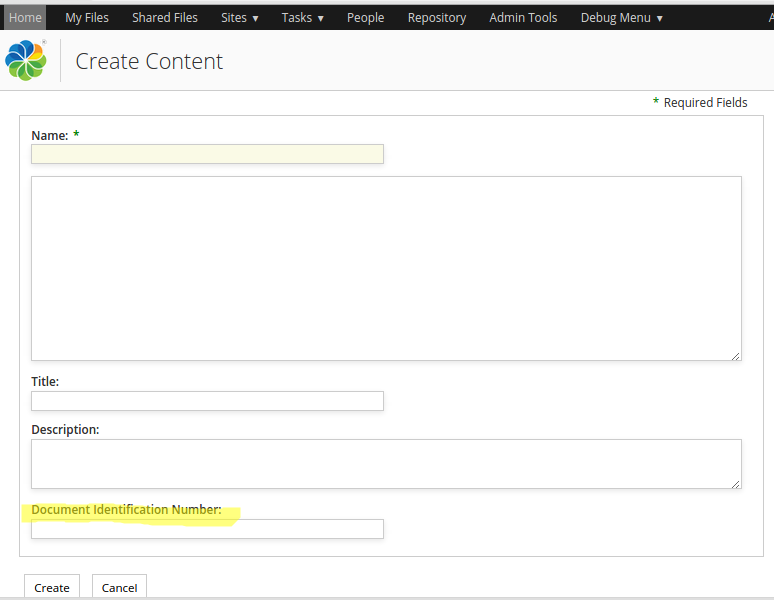 Home My Files Shared Files Sites ▾ Tasks ▾ People Repository Admin Tools Debug Menu ▾
Create Content
* Required Fields
Name: *
Title:
Description:
Document Identification Number:
Create Cancel